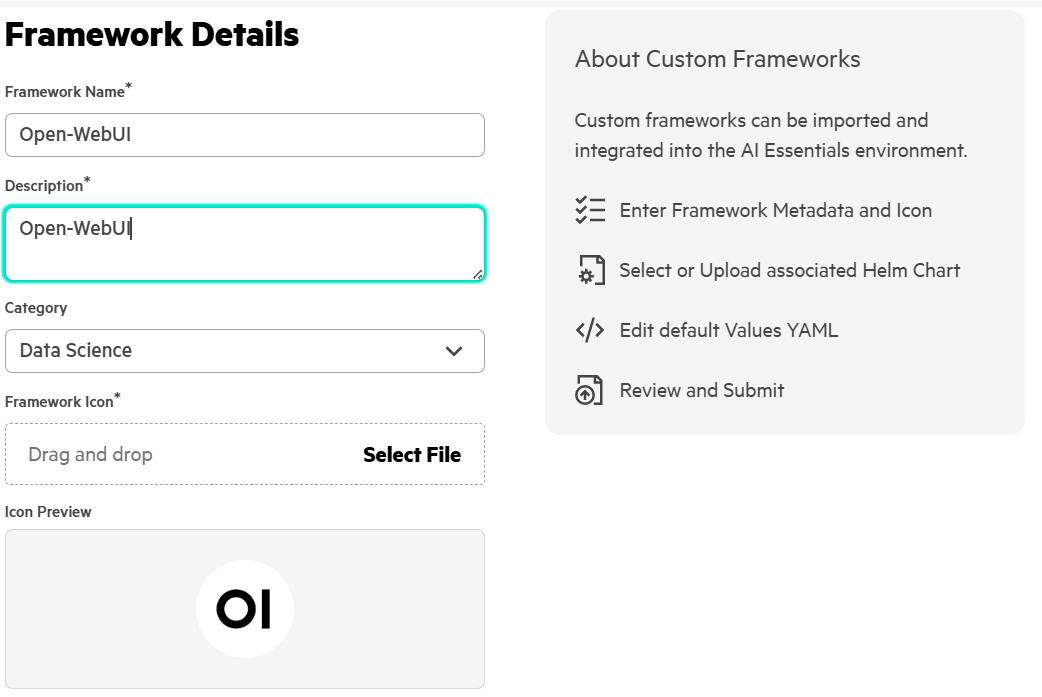 Framework Details
Framework Name*
Open-WebUI
Description*
Open-WebUI
Category
Data Science
Framework Icon*
Drag and drop Select File
Icon Preview
OI
About Custom Frameworks
Custom frameworks can be imported and
integrated into the AI Essentials environment.
Enter Framework Metadata and Icon
Select or Upload associated Helm Chart
Edit default Values YAML
Review and Submit